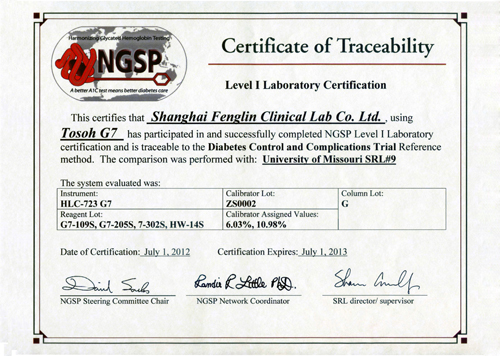 Harmonizing Glycated Hemoglobin Testing
NGSP
A better A1C test means better diabetes care
Certificate of Traceability
Level I Laboratory Certification
This certifies that Shanghai Fenglin Clinical Lab Co. Ltd. , using
Tosoh G7 has participated in and successfully completed NGSP Level I Laboratory
certification and is traceable to the Diabetes Control and Complications Trial Reference
method. The comparison was performed with: University of Missouri SRL#9
The system evaluated was:
Instrument: Calibrator Lot: Column Lot:
HLC-723 G7 ZS0002 G
Reagent Lot: Calibrator Assigned Values:
G7-109S, G7-205S, 7-302S, HW-14S 6.03%, 10.98%
Date of Certification: July 1, 2012 Certification Expires: July 1, 2013
David Sacks Randie R Little PhD.
NGSP Steering Committee Chair NGSP Network Coordinator SRL director/ supervisor